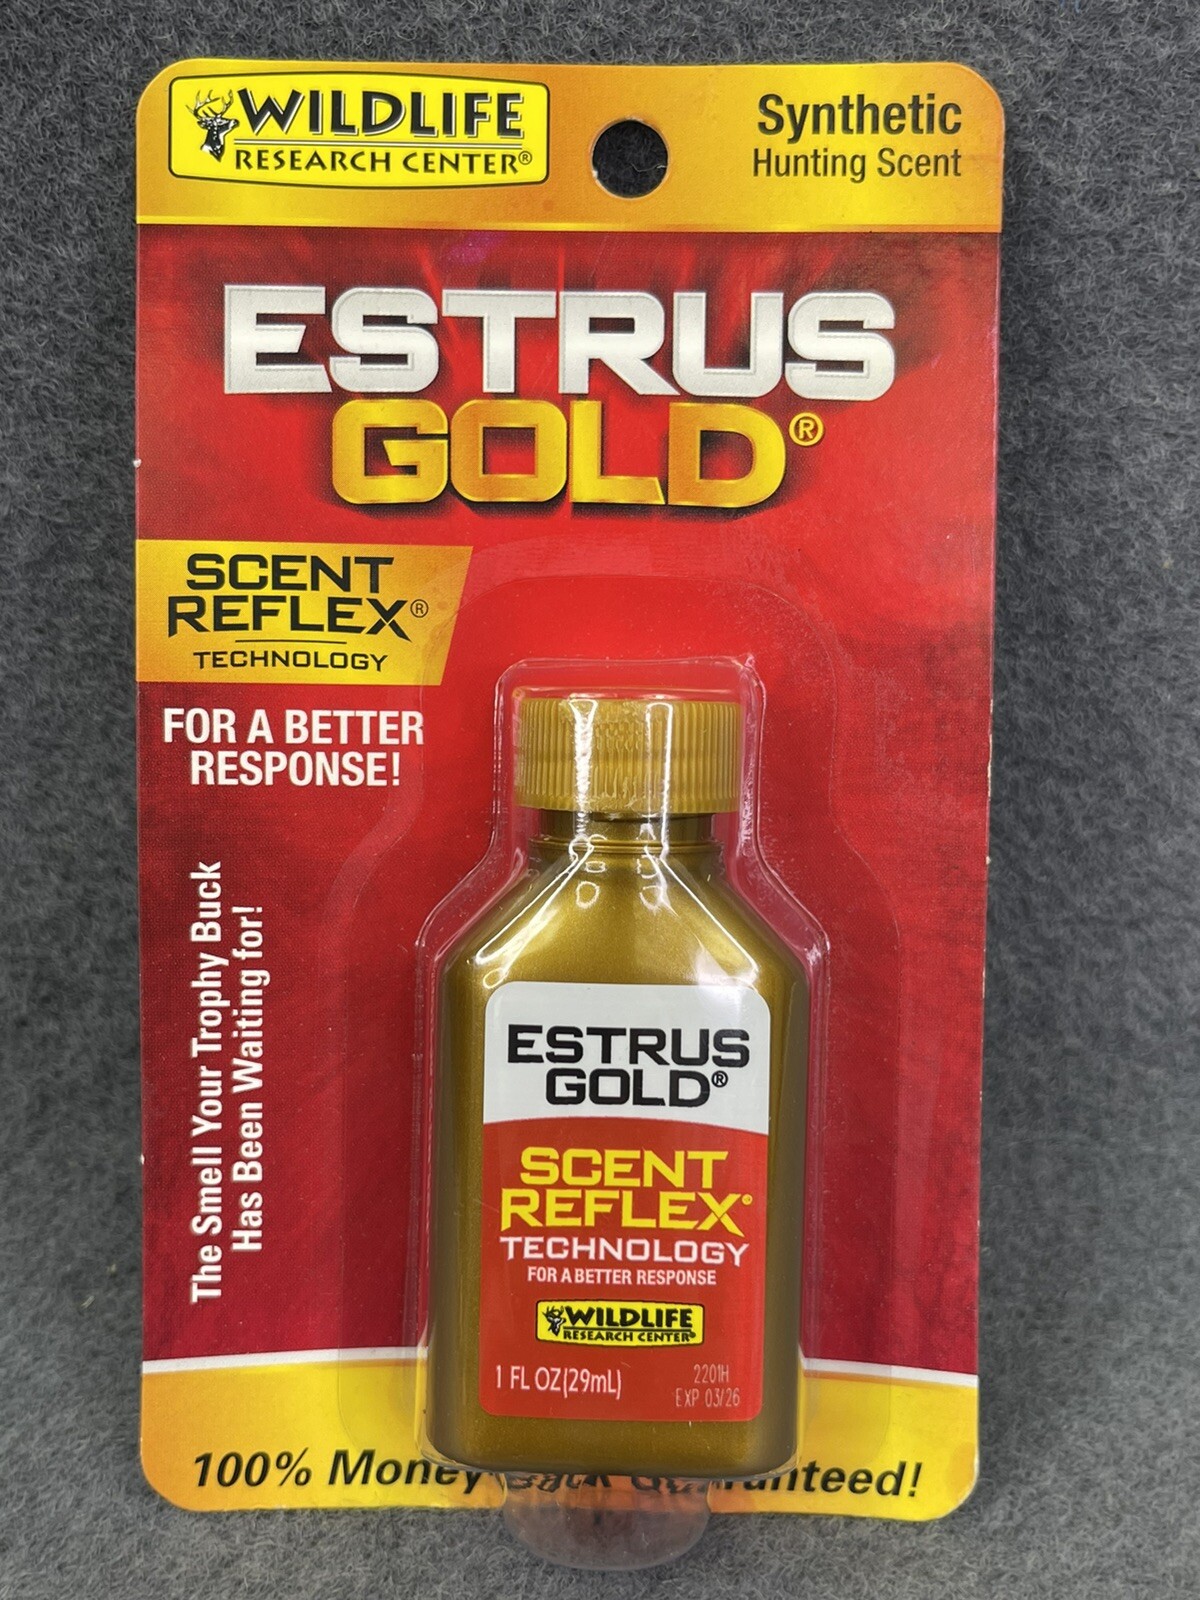 WILDLIFE
RESEARCH CENTER®
Synthetic
Hunting Scent
ESTRUS
GOLD®
SCENT
REFLEX®
TECHNOLOGY
FOR A BETTER
RESPONSE!
The Smell Your Trophy Buck
Has Been Waiting for!
ESTRUS
GOLD®
SCENT
REFLEX®
TECHNOLOGY
FOR A BETTER RESPONSE
WILDLIFE
RESEARCH CENTER®
1 FL OZ(29mL)
2201H
EXP 03/26
100% Money Back Guaranteed!